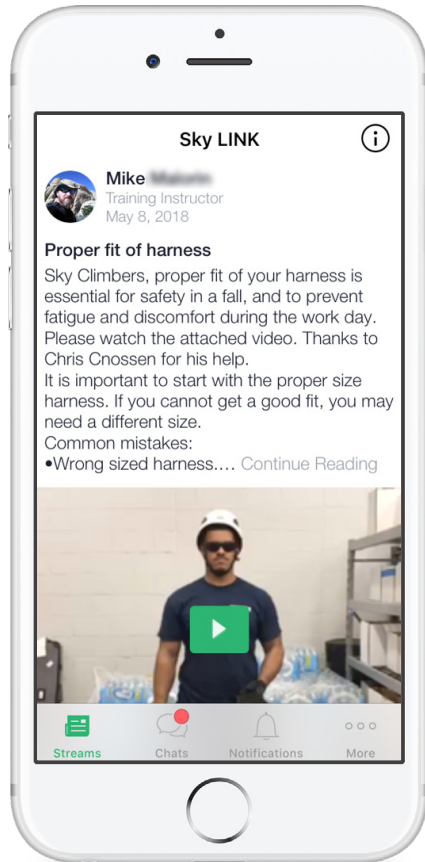 Sky LINK
Mike
Training Instructor
May 8, 2018
Proper fit of harness
Sky Climbers, proper fit of your harness is
essential for safety in a fall, and to prevent
fatigue and discomfort during the work day.
Please watch the attached video. Thanks to
Chris Cnossen for his help.
It is important to start with the proper size
harness. If you cannot get a good fit, you may
need a different size.
Common mistakes:
•Wrong sized harness.... Continue Reading
Streams
Chats
Notifications
More